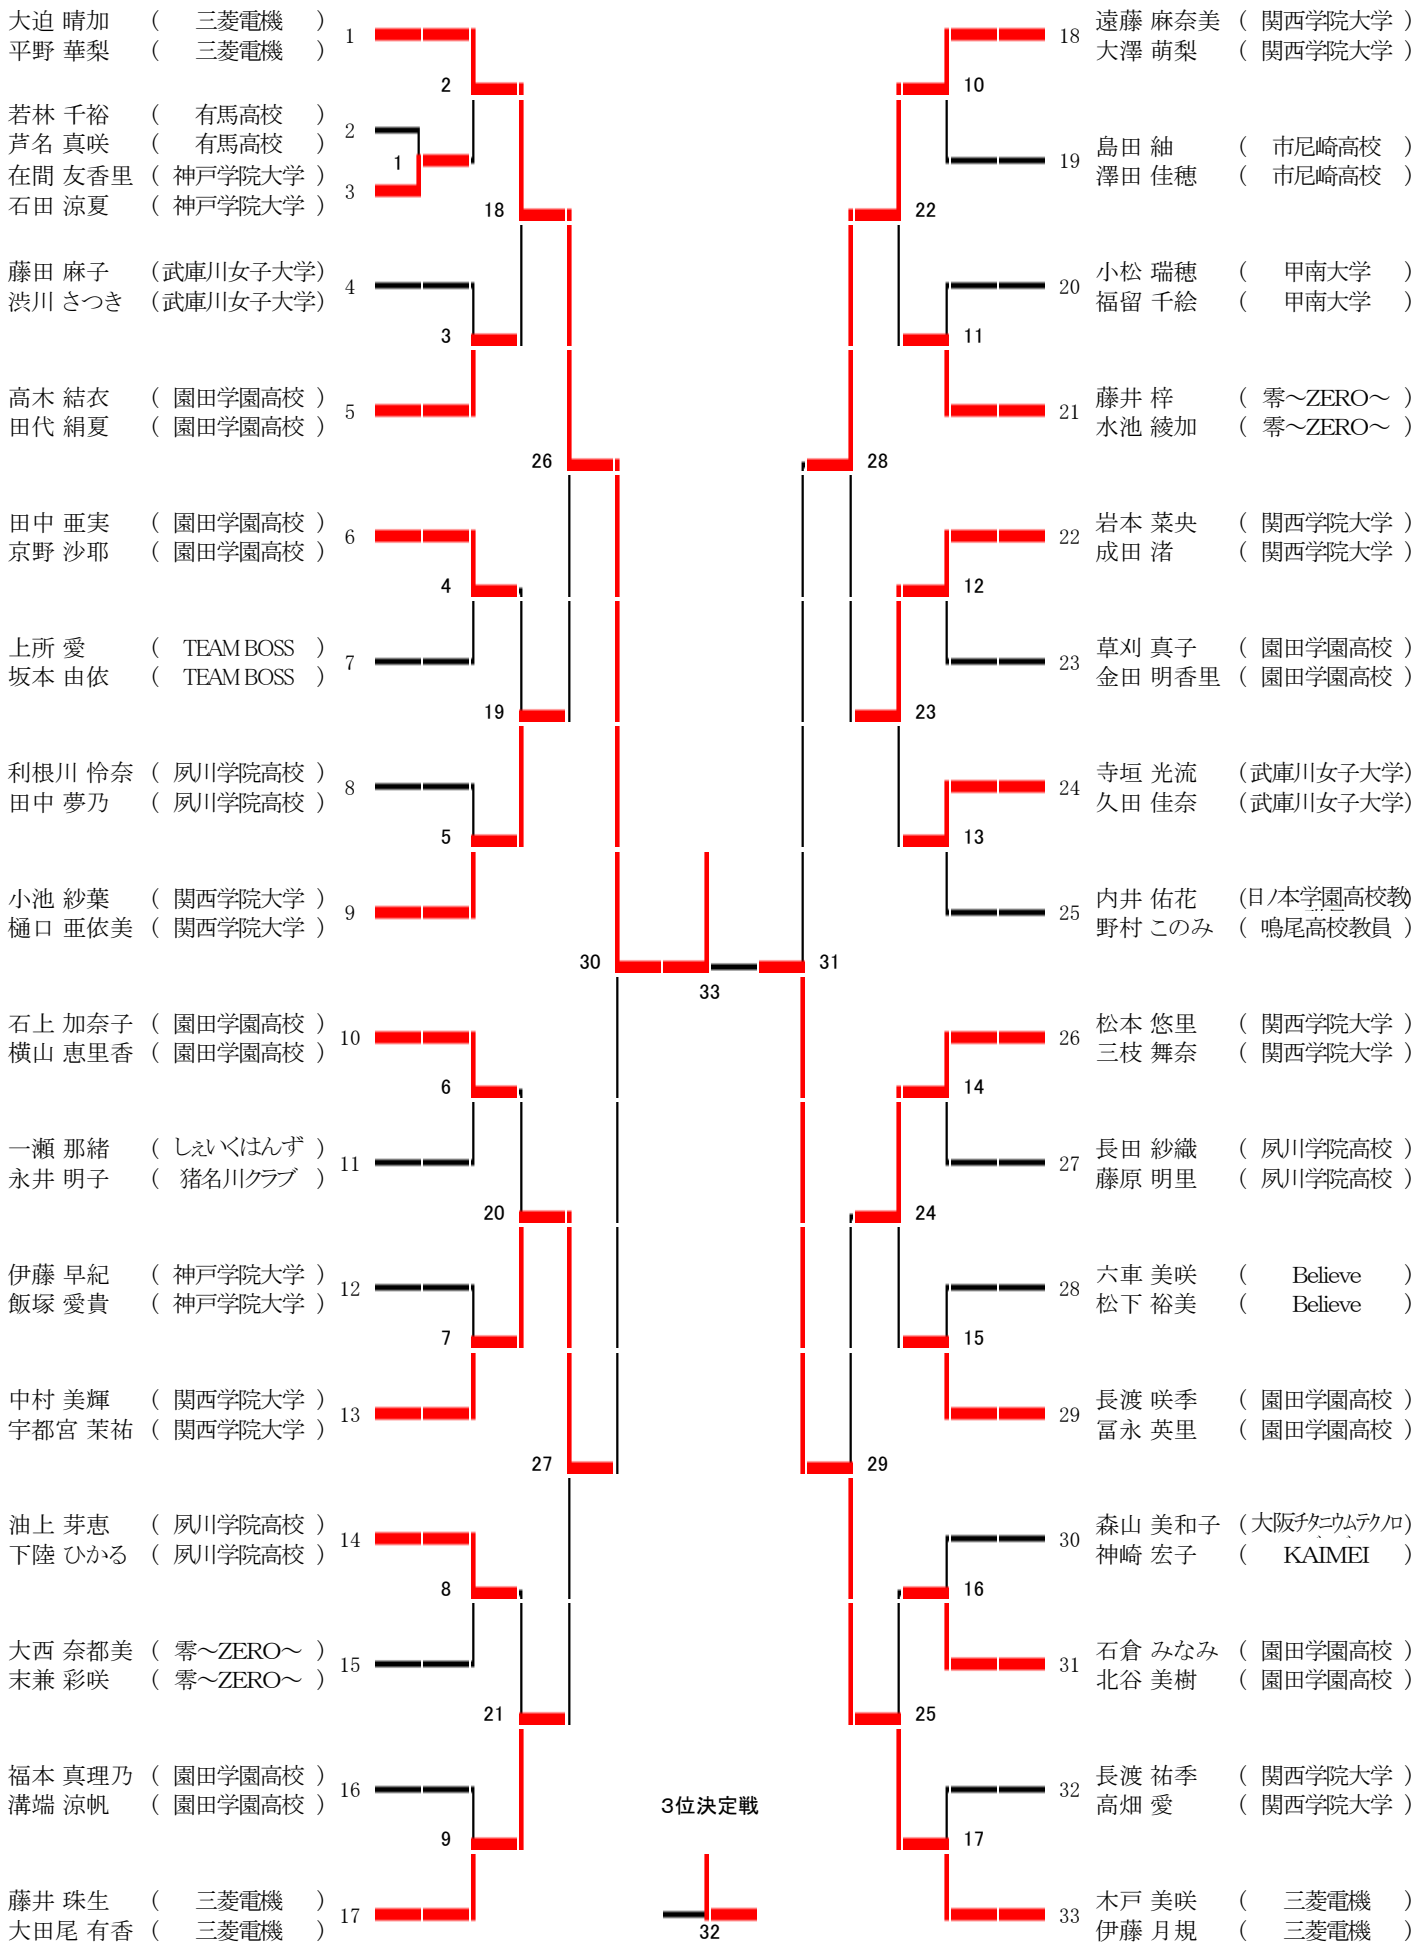 大迫 晴加 ( 三菱電機 )
平野 華梨 ( 三菱電機 )
1
2
若林 千裕 ( 有馬高校 )
芦名 真咲 ( 有馬高校 )
2
1
在間 友香里 ( 神戸学院大学 )
石田 涼夏 ( 神戸学院大学 )
3
18
藤田 麻子 (武庫川女子大学)
渋川 さつき (武庫川女子大学)
4
3
高木 結衣 ( 園田学園高校 )
田代 絹夏 ( 園田学園高校 )
5
26
田中 亜実 ( 園田学園高校 )
京野 沙耶 ( 園田学園高校 )
6
4
上所 愛 ( TEAM BOSS )
坂本 由依 ( TEAM BOSS )
7
19
利根川 怜奈 ( 夙川学院高校 )
田中 夢乃 ( 夙川学院高校 )
8
5
小池 紗葉 ( 関西学院大学 )
樋口 亜依美 ( 関西学院大学 )
9
30
33
31
石上 加奈子 ( 園田学園高校 )
横山 恵里香 ( 園田学園高校 )
10
6
一瀬 那緒 ( しぇいくはんず )
永井 明子 ( 猪名川クラブ )
11
20
伊藤 早紀 ( 神戸学院大学 )
飯塚 愛貴 ( 神戸学院大学 )
12
7
中村 美輝 ( 関西学院大学 )
宇都宮 茉祐 ( 関西学院大学 )
13
27
油上 芽恵 ( 夙川学院高校 )
下陸 ひかる ( 夙川学院高校 )
14
8
大西 奈都美 ( 零～ZERO～ )
末兼 彩咲 ( 零～ZERO～ )
15
21
福本 真理乃 ( 園田学園高校 )
溝端 涼帆 ( 園田学園高校 )
16
9
藤井 珠生 ( 三菱電機 )
大田尾 有香 ( 三菱電機 )
17
3位決定戦
32
18
遠藤 麻奈美 ( 関西学院大学 )
大澤 萌梨 ( 関西学院大学 )
10
19
島田 紬 ( 市尼崎高校 )
澤田 佳穂 ( 市尼崎高校 )
22
20
小松 瑞穂 ( 甲南大学 )
福留 千絵 ( 甲南大学 )
11
21
藤井 梓 ( 零～ZERO～ )
水池 綾加 ( 零～ZERO～ )
28
22
岩本 菜央 ( 関西学院大学 )
成田 渚 ( 関西学院大学 )
12
23
草刈 真子 ( 園田学園高校 )
金田 明香里 ( 園田学園高校 )
23
24
寺垣 光流 (武庫川女子大学)
久田 佳奈 (武庫川女子大学)
13
25
内井 佑花 (日ノ本学園高校教)
野村 このみ ( 鳴尾高校教員 )
26
松本 悠里 ( 関西学院大学 )
三枝 舞奈 ( 関西学院大学 )
14
27
長田 紗織 ( 夙川学院高校 )
藤原 明里 ( 夙川学院高校 )
24
28
六車 美咲 ( Believe )
松下 裕美 ( Believe )
15
29
長渡 咲季 ( 園田学園高校 )
冨永 英里 ( 園田学園高校 )
29
30
森山 美和子 (大阪チタニウムテクノロ)
神崎 宏子 ( KAIMEI )
16
31
石倉 みなみ ( 園田学園高校 )
北谷 美樹 ( 園田学園高校 )
25
32
長渡 祐季 ( 関西学院大学 )
高畑 愛 ( 関西学院大学 )
17
33
木戸 美咲 ( 三菱電機 )
伊藤 月規 ( 三菱電機 )